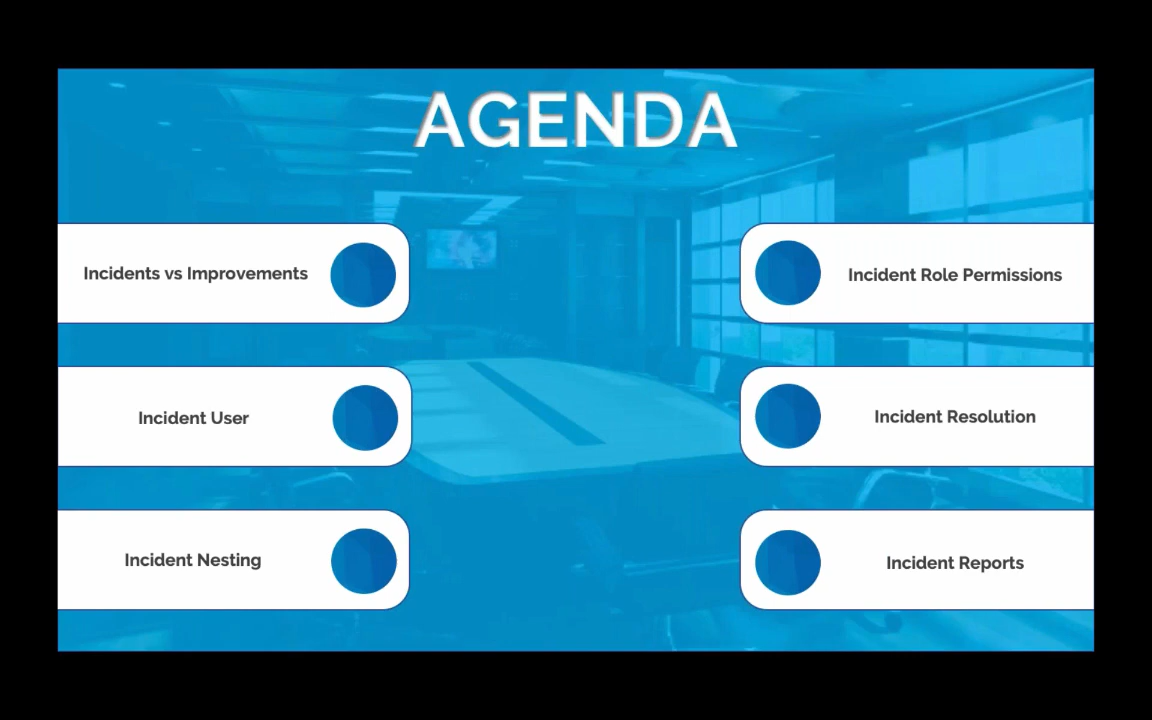 AGENDA
Incidents vs Improvements
Incident Role Permissions
Incident User
Incident Resolution
Incident Nesting
Incident Reports